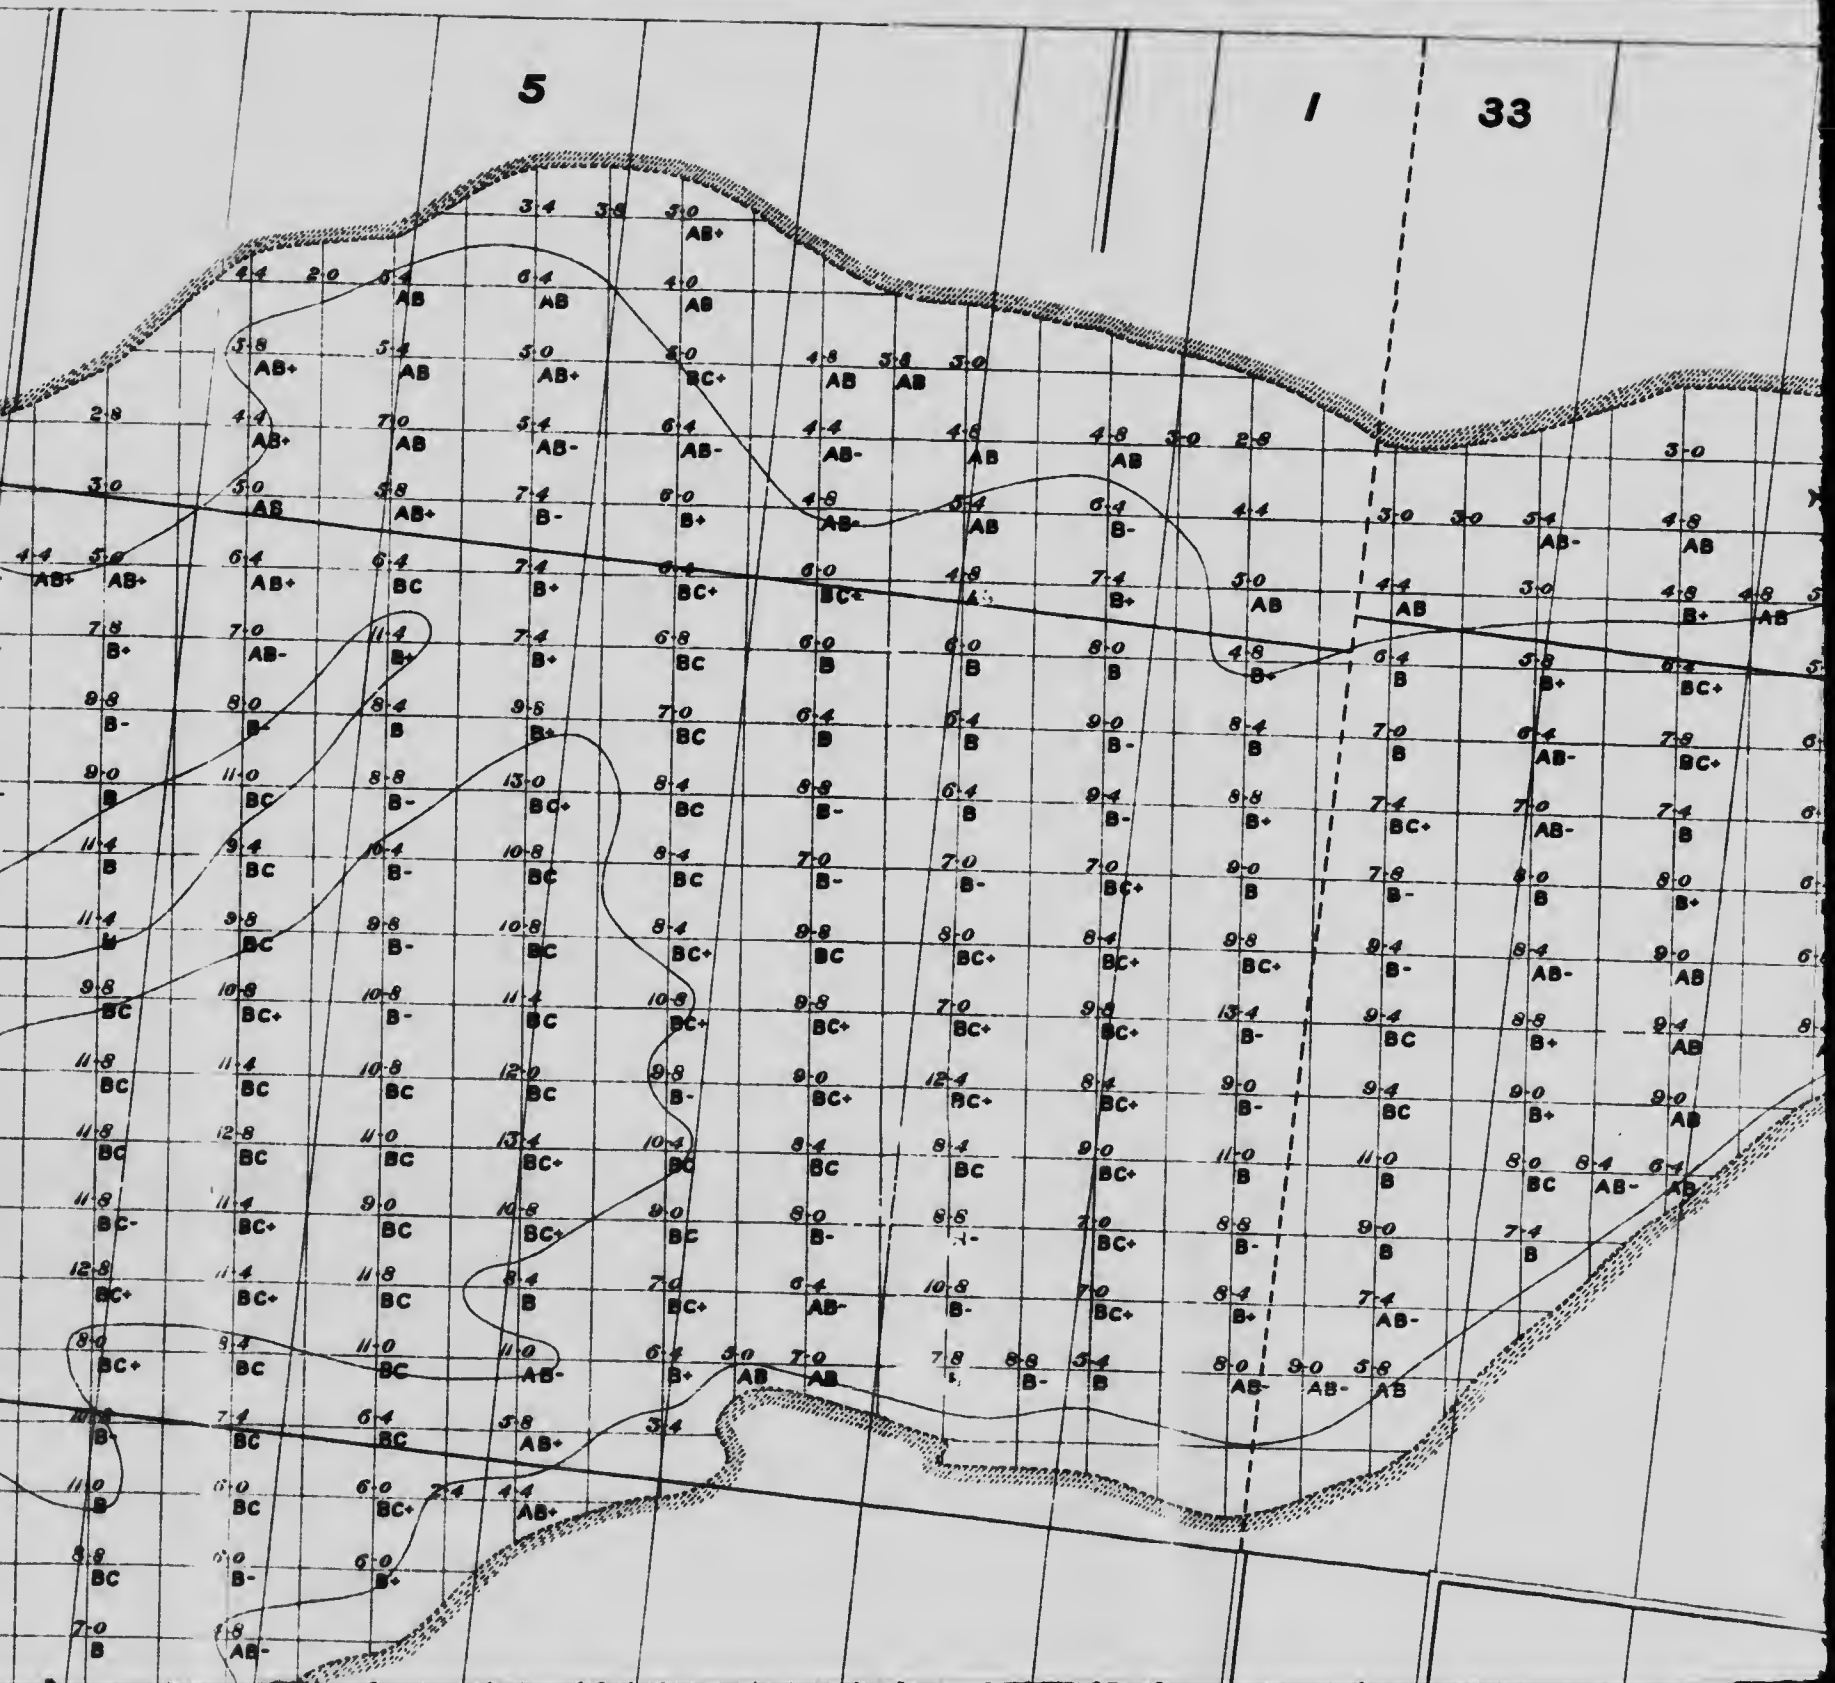 5 1 33
3·4 3·8 5·0
AB+
4·4 2·0 5·4 6·4 4·0
AB AB AB
5·8 5·4 5·0 8·0 4·8 3·8 3·0
AB+ AB AB+ BC+ AB AB
2·8 4·4 7·0 5·4 6·4 4·4 4·8 4·8 3·0 2·8 3·0
AB+ AB AB- AB- AB- AB AB
3·0 5·0 5·8 7·4 6·0 4·8 5·4 6·4 4·4 3·0 3·0 5·4 4·8
AB AB+ B- B+ AB- AB B- AB- AB
4·4 5·0 6·4 6·4 7·4 6·4 6·0 4·8 7·4 5·0 4·4 3·0 4·8 4·8
AB+ AB+ AB+ BC B+ BC+ BC+ B+ AB AB B+ AB
7·8 7·0 11·4 7·4 6·8 6·0 6·0 8·0 4·8 6·4 5·8 6·4
B+ AB- B+ B+ BC B B B B+ B B+ BC+
9·8 8·0 8·4 9·8 7·0 6·4 6·4 9·0 8·4 7·0 6·4 7·8
B- B- B B+ BC B B B- B B AB- BC+
9·0 11·0 8·8 13·0 8·4 8·8 6·4 9·4 8·8 7·4 7·0 7·4
B BC B- BC+ BC B- B B- B+ BC+ AB- B
11·4 9·4 10·4 10·8 8·4 7·0 7·0 7·0 9·0 7·8 8·0 8·0
B BC B- BC BC B- B- BC+ B B- B B+
11·4 9·8 9·8 10·8 8·4 9·8 8·0 8·4 9·8 9·4 8·4 9·0
BC B- BC BC+ BC BC+ BC+ BC+ B- AB- AB
9·8 10·8 10·8 11·4 10·8 9·8 7·0 9·8 13·4 9·4 8·8 9·4
BC BC+ B- BC BC+ BC+ BC+ BC+ B- BC B+ AB
11·8 11·4 10·8 12·0 9·8 9·0 12·4 8·4 9·0 9·4 9·0 9·0
BC BC BC BC B- BC+ BC+ BC+ B- BC B+ AB
11·8 12·8 11·0 13·4 10·4 8·4 8·4 9·0 11·0 11·0 8·0 8·4 6·4
BC BC BC BC+ BC BC BC BC+ B B BC AB- AB
11·8 11·4 9·0 10·8 9·0 8·0 8·8 7·0 8·8 9·0 7·4
BC- BC+ BC BC+ BC B- BC+ B- B B
12·8 11·4 11·8 8·4 7·0 6·4 10·8 7·0 8·4 7·4
BC+ BC+ BC B BC+ AB- B- BC+ B+ AB-
8·0 8·4 11·0 11·0 6·4 5·0 7·0 7·8 8·8 5·4 8·0 9·0 5·8
BC+ BC BC AB- B+ AB AB B- B AB- AB- AB
7·4 6·4 5·8 3·4
B- BC BC AB+
11·0 6·0 6·0 2·4 4·4
B BC BC+ AB+
8·8 6·0
BC B- B+
7·0
B AB-